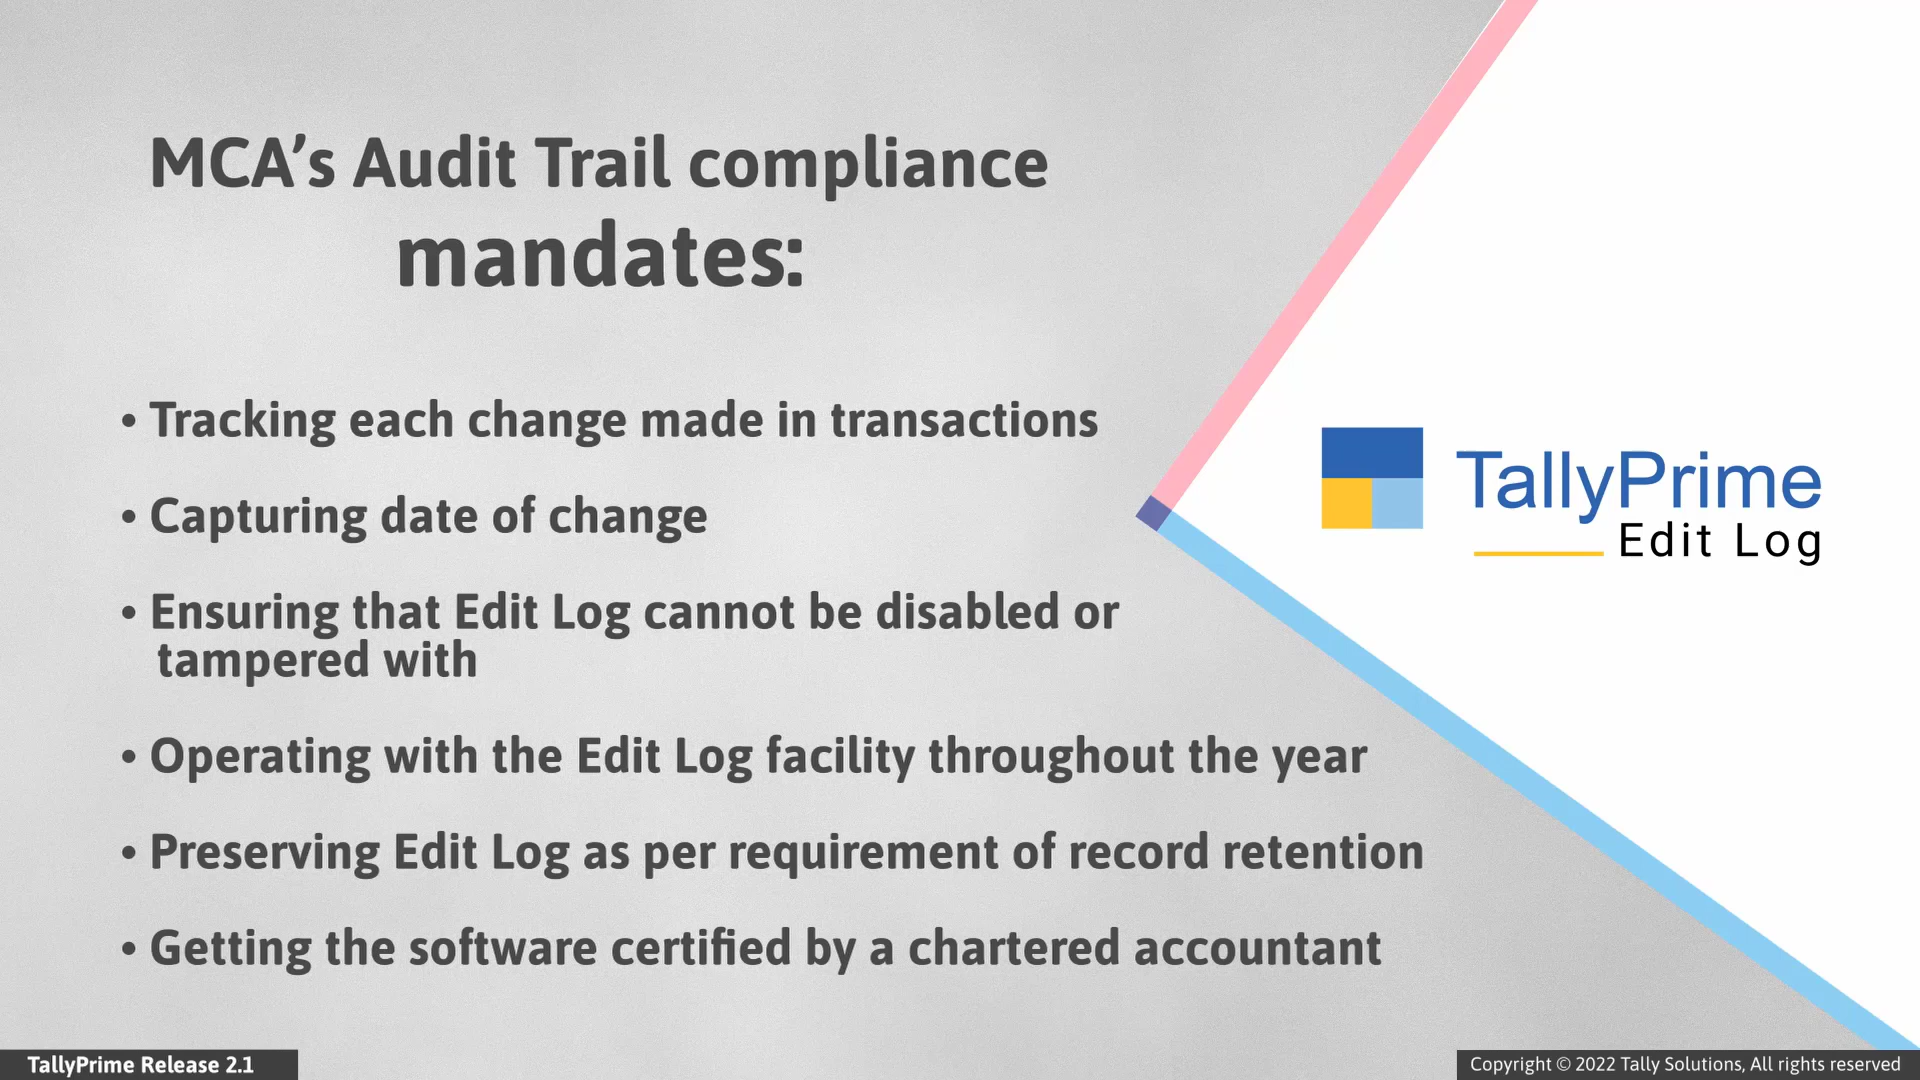 MCA’s Audit Trail compliance
mandates:
• Tracking each change made in transactions
• Capturing date of change
• Ensuring that Edit Log cannot be disabled or
tampered with
• Operating with the Edit Log facility throughout the year
• Preserving Edit Log as per requirement of record retention
• Getting the software certified by a chartered accountant
TallyPrime
Edit Log
TallyPrime Release 2.1
Copyright © 2022 Tally Solutions, All rights reserved